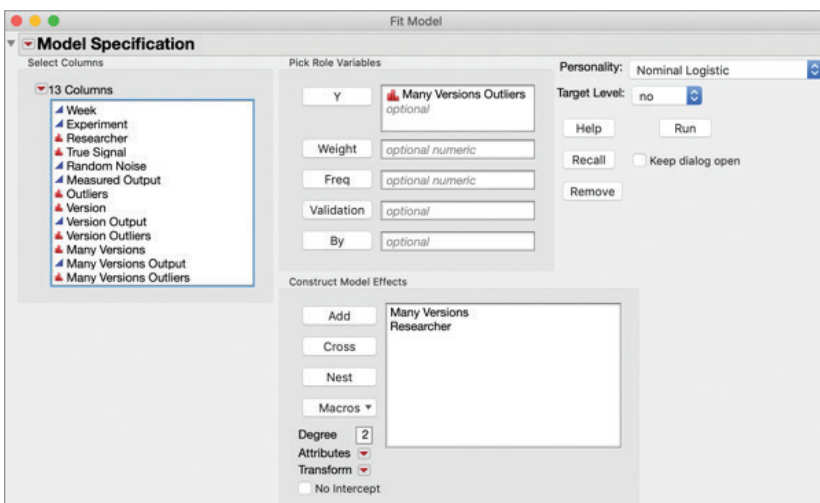 Fit Model
Model Specification
Select Columns
13 Columns
Week
Experiment
Researcher
True Signal
Random Noise
Measured Output
Outliers
Version
Version Output
Version Outliers
Many Versions
Many Versions Output
Many Versions Outliers
Pick Role Variables
Y
Many Versions Outliers
optional
Weight
optional numeric
Freq
optional numeric
Validation
optional
By
optional
Personality:
Nominal Logistic
Target Level:
no
Help
Run
Recall
Keep dialog open
Remove
Construct Model Effects
Add
Cross
Nest
Macros
Many Versions
Researcher
Degree 2
Attributes
Transform
No Intercept